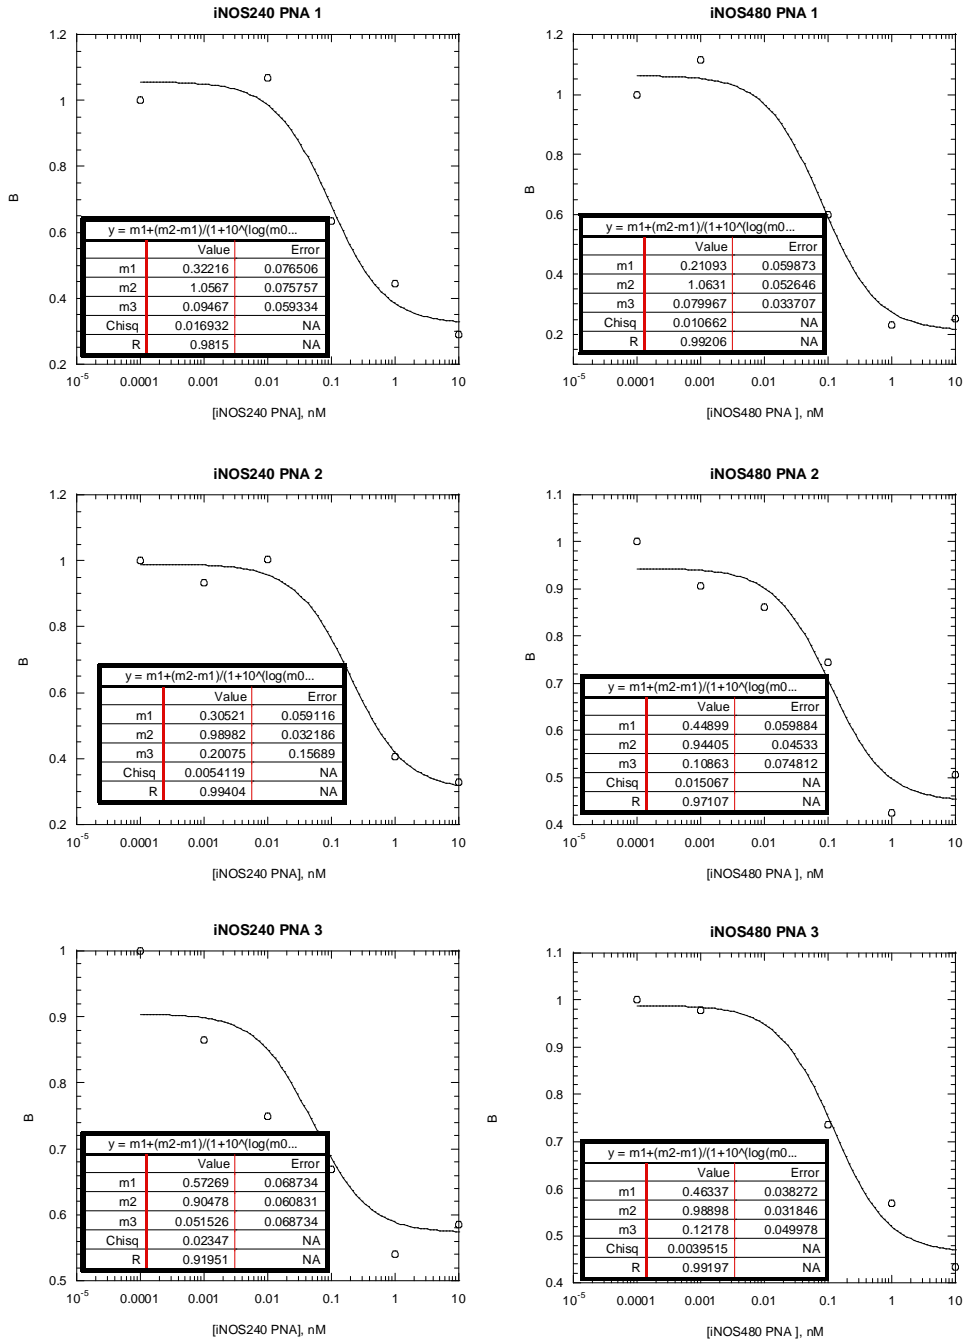 iNOS240 PNA 1
1.2
1
0.8
0.6
0.4
0.2
B
y = m1+(m2-m1)/(1+10^(log(m0...
Value Error
m1 0.32216 0.076506
m2 1.0567 0.075757
m3 0.09467 0.059334
Chisq 0.016932 NA
R 0.9815 NA
10-5 0.0001 0.001 0.01 0.1 1 10
[iNOS240 PNA], nM
iNOS480 PNA 1
1.2
1
0.8
0.6
0.4
0.2
B
y = m1+(m2-m1)/(1+10^(log(m0...
Value Error
m1 0.21093 0.059873
m2 1.0631 0.052646
m3 0.079967 0.033707
Chisq 0.010662 NA
R 0.99206 NA
10-5 0.0001 0.001 0.01 0.1 1 10
[iNOS480 PNA ], nM
iNOS240 PNA 2
1.2
1
0.8
0.6
0.4
0.2
B
y = m1+(m2-m1)/(1+10^(log(m0...
Value Error
m1 0.30521 0.059116
m2 0.98982 0.032186
m3 0.20075 0.15689
Chisq 0.0054119 NA
R 0.99404 NA
10-5 0.0001 0.001 0.01 0.1 1 10
[iNOS240 PNA], nM
iNOS480 PNA 2
1.1
1
0.9
0.8
0.7
0.6
0.5
0.4
B
y = m1+(m2-m1)/(1+10^(log(m0...
Value Error
m1 0.44899 0.059884
m2 0.94405 0.04533
m3 0.10863 0.074812
Chisq 0.015067 NA
R 0.97107 NA
10-5 0.0001 0.001 0.01 0.1 1 10
[iNOS480 PNA ], nM
iNOS240 PNA 3
1
0.9
0.8
0.7
0.6
0.5
B
y = m1+(m2-m1)/(1+10^(log(m0...
Value Error
m1 0.57269 0.068734
m2 0.90478 0.060831
m3 0.051526 0.068734
Chisq 0.02347 NA
R 0.91951 NA
10-5 0.0001 0.001 0.01 0.1 1 10
[iNOS240 PNA], nM
iNOS480 PNA 3
1.1
1
0.9
0.8
0.7
0.6
0.5
0.4
B
y = m1+(m2-m1)/(1+10^(log(m0...
Value Error
m1 0.46337 0.038272
m2 0.98898 0.031846
m3 0.12178 0.049978
Chisq 0.0039515 NA
R 0.99197 NA
10-5 0.0001 0.001 0.01 0.1 1 10
[iNOS480 PNA ], nM